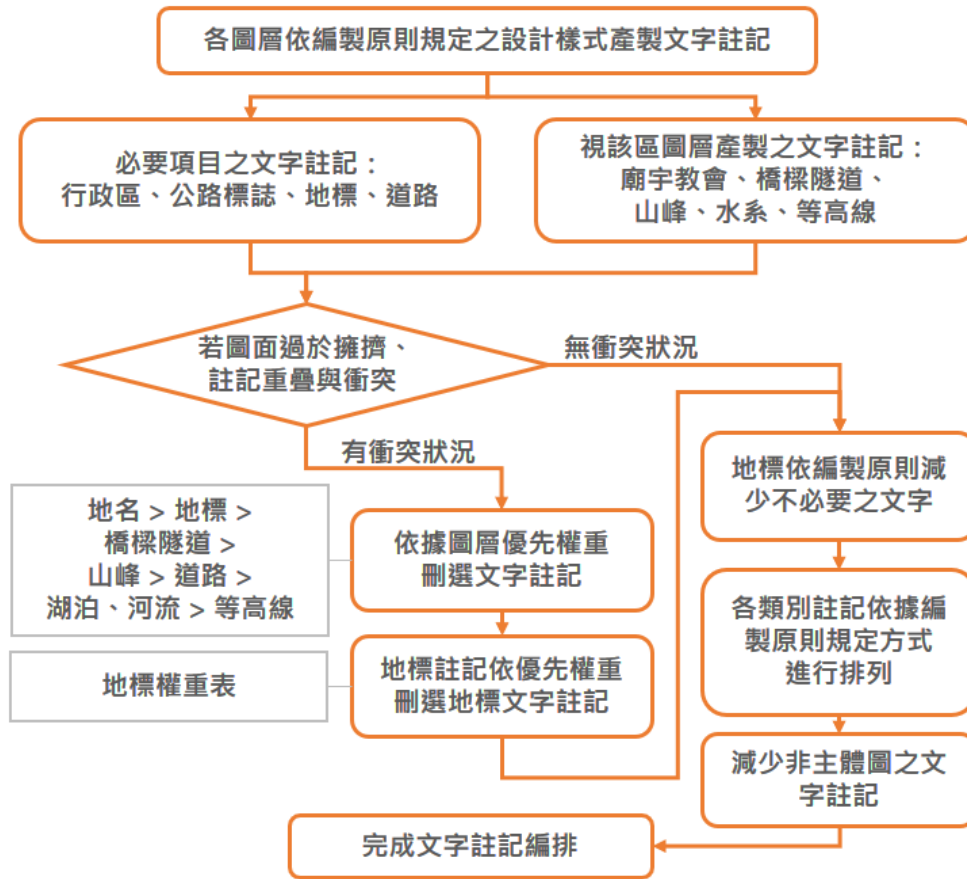 各圖層依編製原則規定之設計樣式產製文字註記
必要項目之文字註記：
行政區、公路標誌、地標、道路
視該區圖層產製之文字註記：
廟宇教會、橋樑隧道、
山峰、水系、等高線
若圖面過於擁擠、
註記重疊與衝突
無衝突狀況
有衝突狀況
地名 > 地標 >
橋樑隧道 >
山峰 > 道路 >
湖泊、河流 > 等高線
依據圖層優先權重
刪選文字註記
地標權重表
地標註記依優先權重
刪選地標文字註記
地標依編製原則減
少不必要之文字
各類別註記依據編
製原則規定方式
進行排列
減少非主體圖之文
字註記
完成文字註記編排